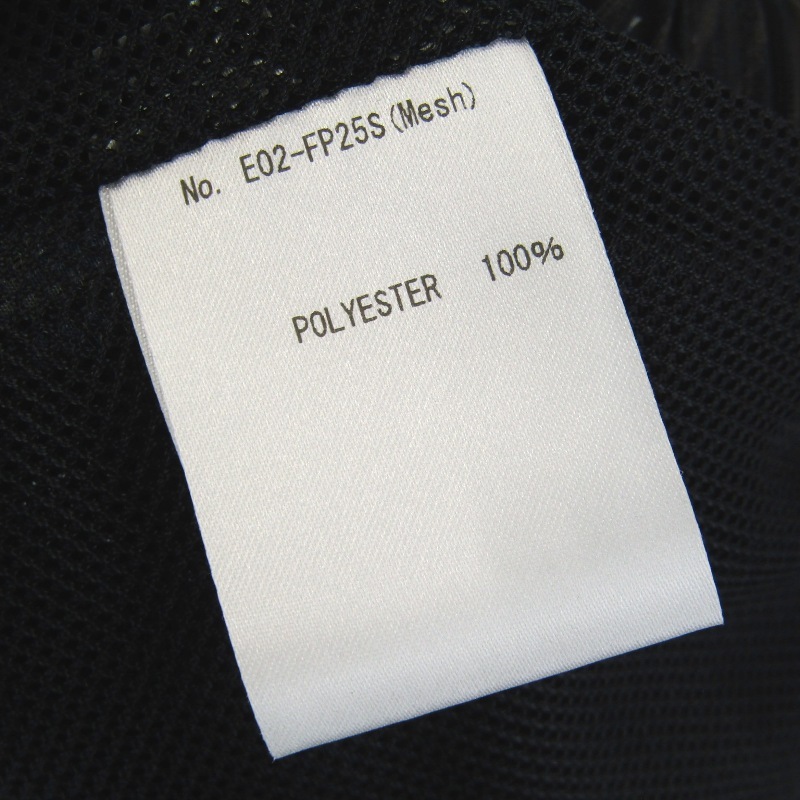 No. E02-FP25S(Mesh)
POLYESTER 100%